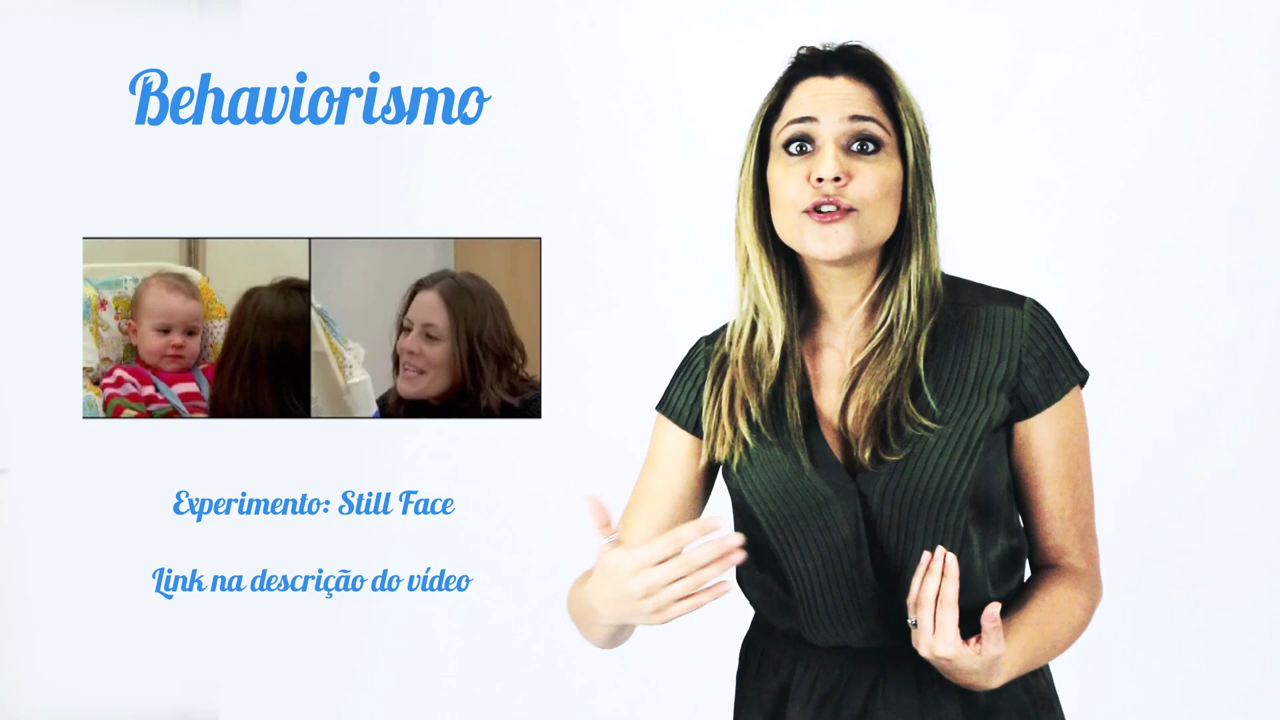 Behaviorismo
Experimento: Still Face
Link na descrição do vídeo